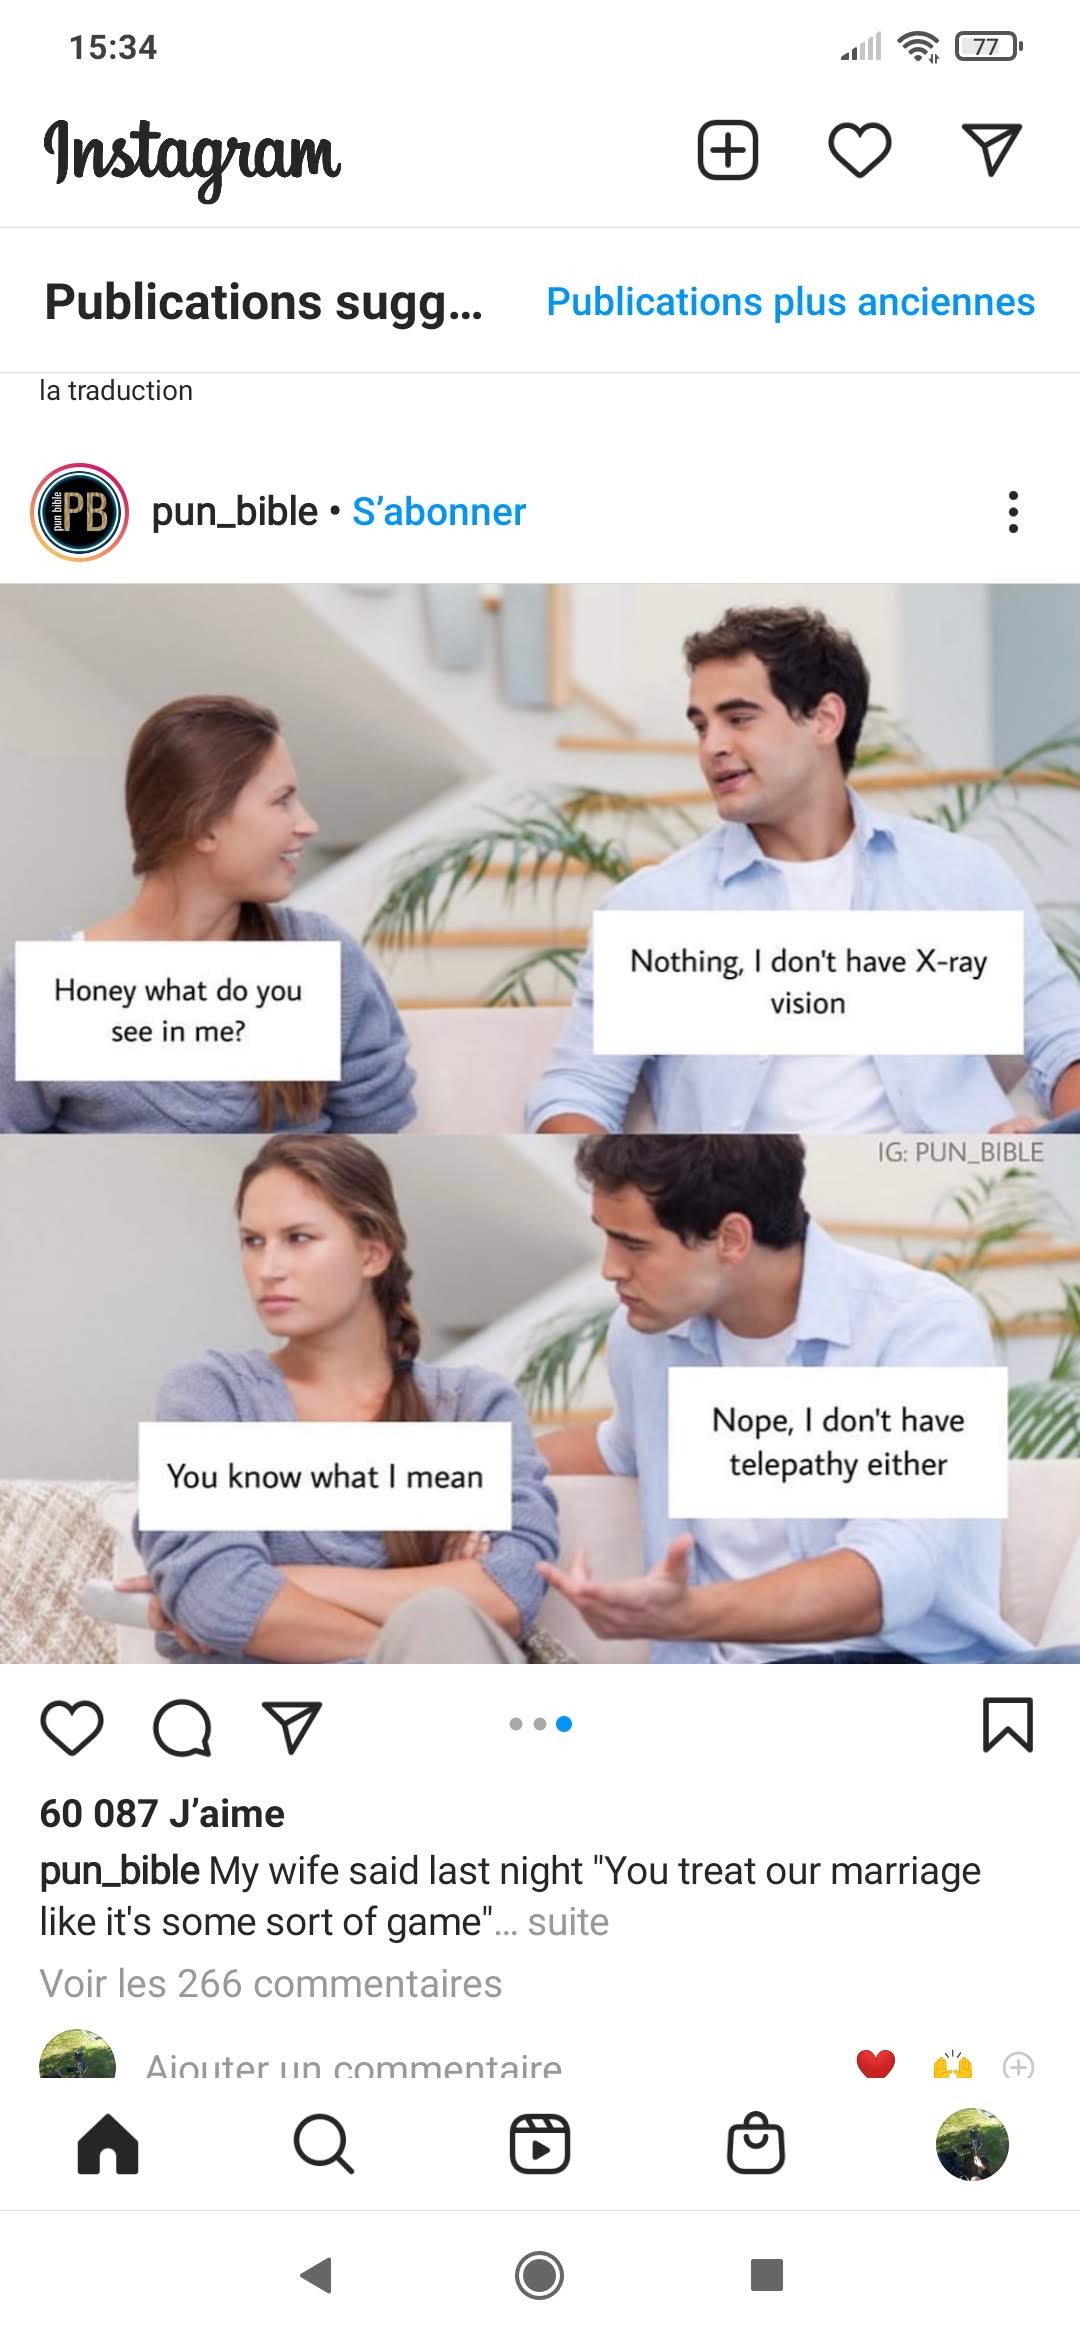 15:34
77
Instagram
Publications sugg...
Publications plus anciennes
la traduction
pun bible
PB
pun_bible • S’abonner
Honey what do you
see in me?
Nothing, I don't have X-ray
vision
IG: PUN_BIBLE
You know what I mean
Nope, I don't have
telepathy either
60 087 J’aime
pun_bible My wife said last night "You treat our marriage
like it's some sort of game"... suite
Voir les 266 commentaires
Ajouter un commentaire